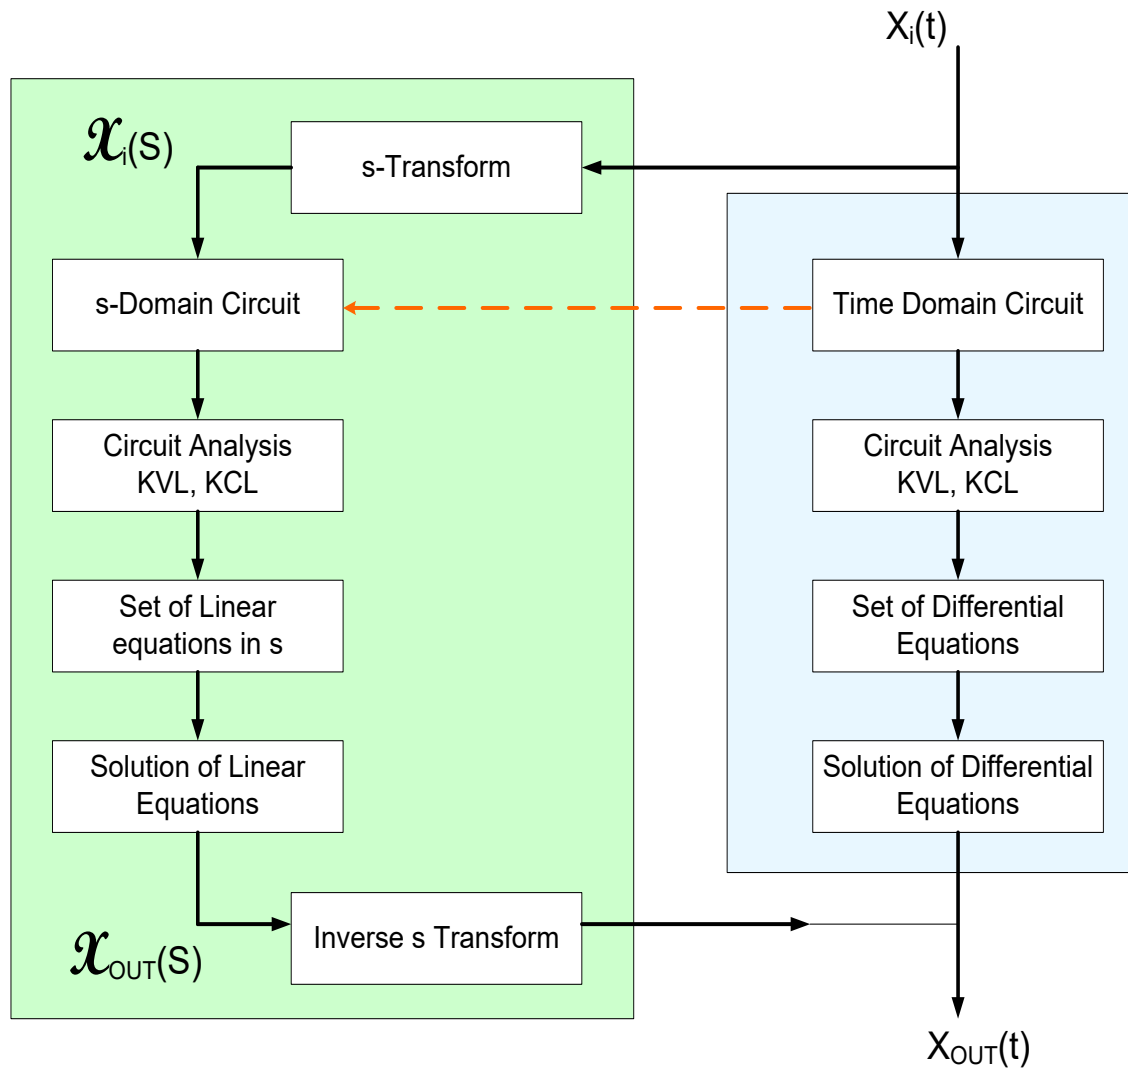 Xi(t)
𝒳i(S)
s-Transform
s-Domain Circuit
Time Domain Circuit
Circuit Analysis
KVL, KCL
Circuit Analysis
KVL, KCL
Set of Linear
equations in s
Set of Differential
Equations
Solution of Linear
Equations
Solution of Differential
Equations
Inverse s Transform
𝒳OUT(S)
XOUT(t)